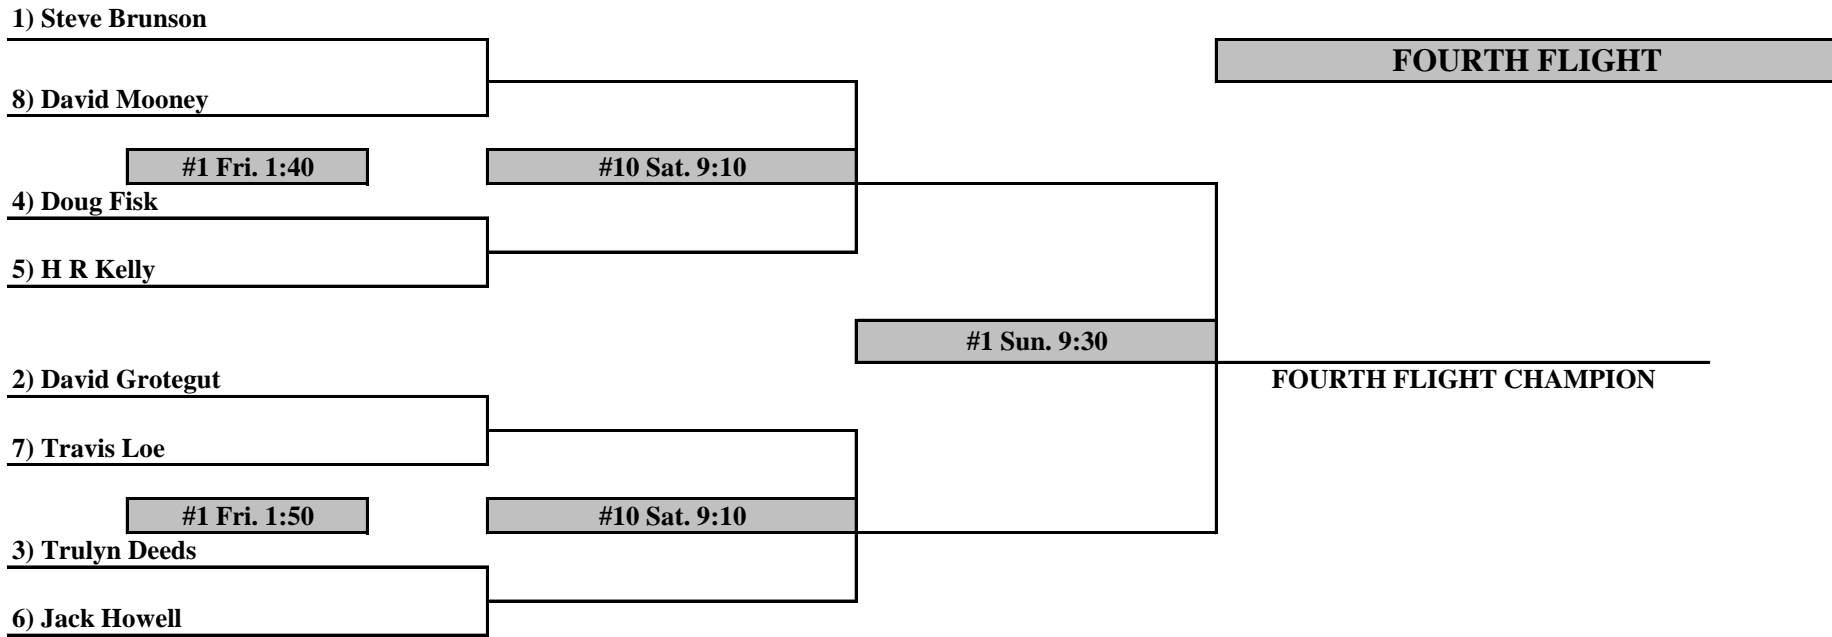 1) Steve Brunson
FOURTH FLIGHT
8) David Mooney
#1 Fri. 1:40
#10 Sat. 9:10
4) Doug Fisk
5) H R Kelly
#1 Sun. 9:30
2) David Grotegut
FOURTH FLIGHT CHAMPION
7) Travis Loe
#1 Fri. 1:50
#10 Sat. 9:10
3) Trulyn Deeds
6) Jack Howell